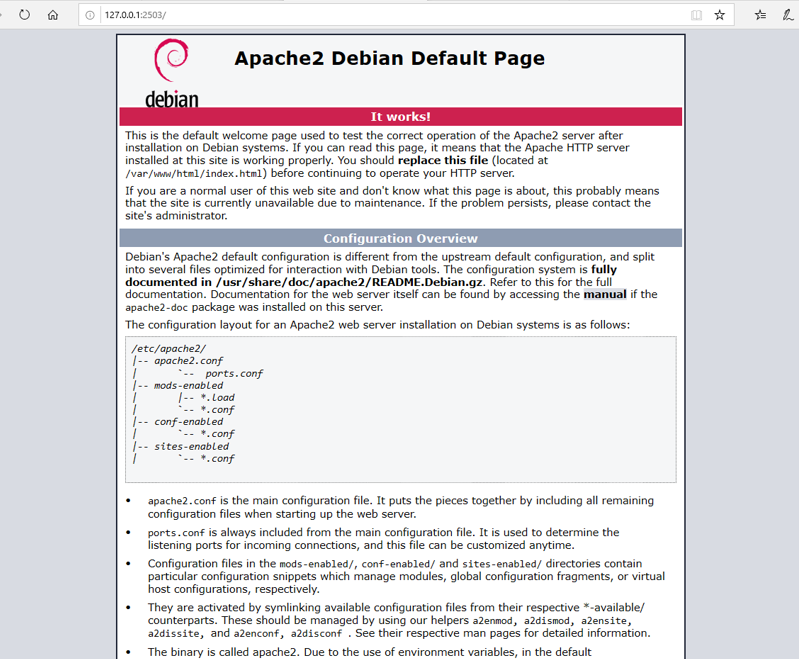 127.0.0.1:2503/
Apache2 Debian Default Page
debian
It works!
This is the default welcome page used to test the correct operation of the Apache2 server after
installation on Debian systems. If you can read this page, it means that the Apache HTTP server
installed at this site is working properly. You should replace this file (located at
/var/www/html/index.html) before continuing to operate your HTTP server.
If you are a normal user of this web site and don't know what this page is about, this probably means
that the site is currently unavailable due to maintenance. If the problem persists, please contact the
site's administrator.
Configuration Overview
Debian's Apache2 default configuration is different from the upstream default configuration, and split
into several files optimized for interaction with Debian tools. The configuration system is fully
documented in /usr/share/doc/apache2/README.Debian.gz. Refer to this for the full
documentation. Documentation for the web server itself can be found by accessing the manual if the
apache2-doc package was installed on this server.
The configuration layout for an Apache2 web server installation on Debian systems is as follows:
/etc/apache2/
|-- apache2.conf
|       `--  ports.conf
|-- mods-enabled
|       |-- *.load
|       `-- *.conf
|-- conf-enabled
|       `-- *.conf
|-- sites-enabled
|       `-- *.conf
• apache2.conf is the main configuration file. It puts the pieces together by including all remaining
configuration files when starting up the web server.
• ports.conf is always included from the main configuration file. It is used to determine the
listening ports for incoming connections, and this file can be customized anytime.
• Configuration files in the mods-enabled/, conf-enabled/ and sites-enabled/ directories contain
particular configuration snippets which manage modules, global configuration fragments, or virtual
host configurations, respectively.
• They are activated by symlinking available configuration files from their respective *-available/
counterparts. These should be managed by using our helpers a2enmod, a2dismod, a2ensite,
a2dissite, and a2enconf, a2disconf . See their respective man pages for detailed information.
• The binary is called apache2. Due to the use of environment variables, in the default